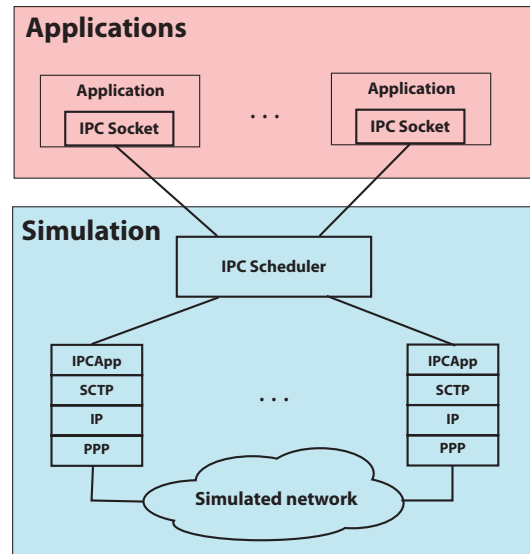 Applications
Application
Application
IPC Socket
. . .
IPC Socket
Simulation
IPC Scheduler
IPCApp
IPCApp
SCTP
SCTP
. . .
IP
IP
PPP
PPP
Simulated network